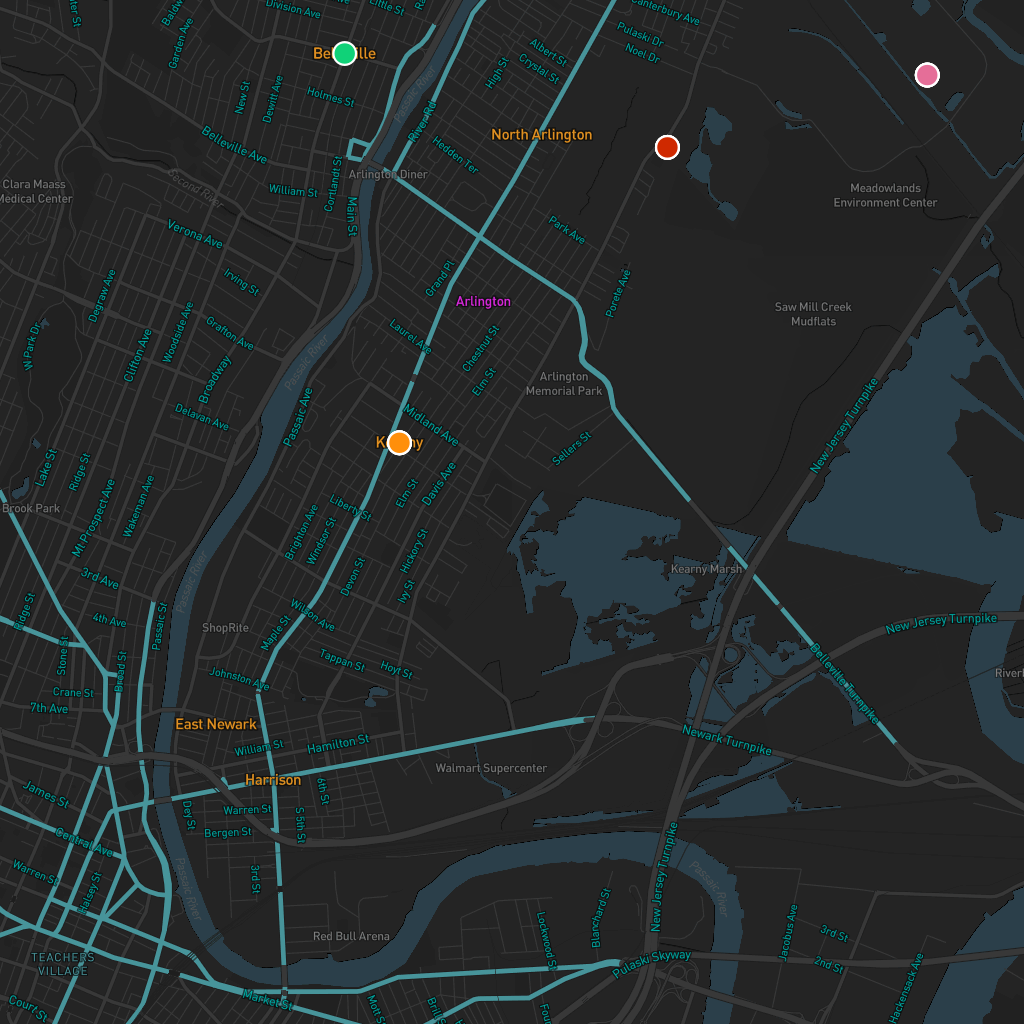 Division Ave
Little St
Canterbury Ave
Pulaski Dr
Noel Dr
Garden Ave
Albert St
Crystal St
High St
New St
Dewitt Ave
Holmes St
Passaic River
River Rd
North Arlington
Belleville Ave
Hedden Ter
Cortlandt St
Arlington Diner
Second River
William St
Main St
Clara Maass
Medical Center
Meadowlands
Environment Center
Verona Ave
Park Ave
Irving St
Grand Pl
Degraw Ave
Arlington
Porete Ave
Saw Mill Creek
Mudflats
Woodside Ave
Grafton Ave
Laurel Ave
Chestnut St
W Park Dr
Clifton Ave
Passaic River
Broadway
Elm St
Arlington
Memorial Park
New Jersey Turnpike
Delavan Ave
Passaic Ave
Midland Ave
Sellers St
Lake St
Ridge St
Davis Ave
Elm St
Mt Prospect Ave
Wakeman Ave
Brook Park
Liberty St
Brighton Ave
Windsor St
Hickory St
3rd Ave
Passaic River
Devon St
Ivy St
Kearny Marsh
Ridge St
4th Ave
Passaic St
Wilson Ave
ShopRite
Maple St
New Jersey Turnpike
Stone St
Broad St
Tappan St
Hoyt St
Belleville Turnpike
Crane St
Johnston Ave
7th Ave
East Newark
William St
Hamilton St
Newark Turnpike
Walmart Supercenter
Harrison
6th St
James St
Dey St
Warren St
Bergen St
S 5th St
Central Ave
Warren St
Halsey St
Passaic River
3rd St
New Jersey Turnpike
Passaic River
Blanchard St
Lockwood St
Jacobus Ave
3rd St
Red Bull Arena
TEACHERS
VILLAGE
Pulaski Skyway
2nd St
Hackensack Ave
Court St
Market St
Mott St